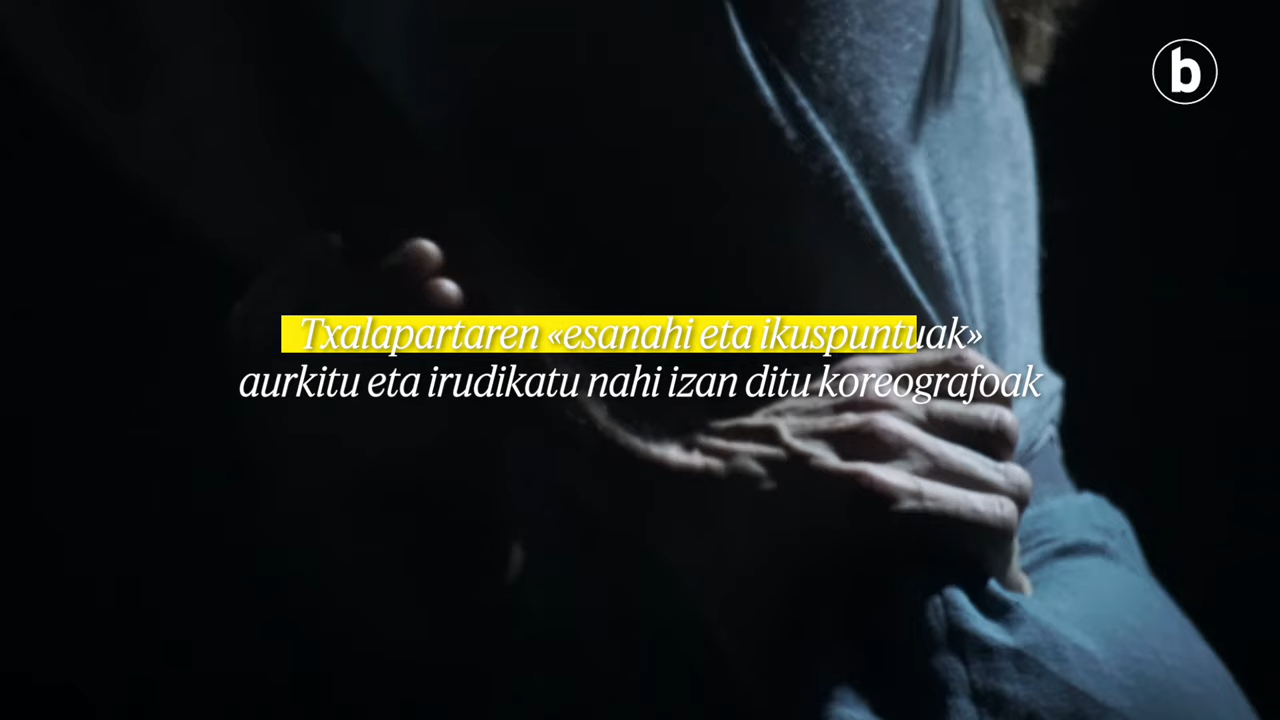 b
Txalapartaren «esanahi eta ikuspuntuak»
aurkitu eta irudikatu nahi izan ditu koreografoak